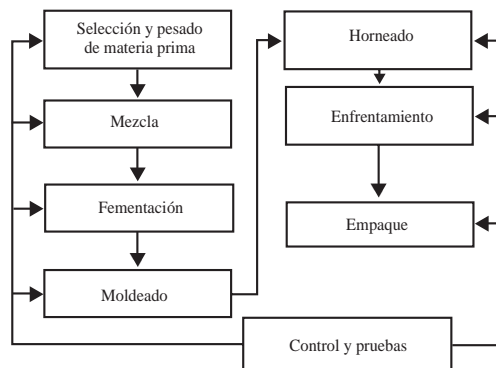 Selección y pesado
de materia prima
Mezcla
Fementación
Moldeado
Horneado
Enfrentamiento
Empaque
Control y pruebas